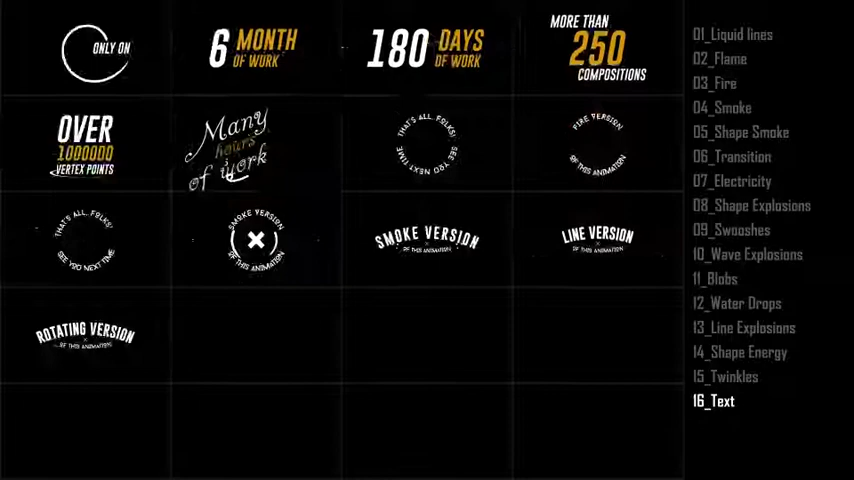 ONLY ON
6 MONTH
OF WORK
180 DAYS
OF WORK
MORE THAN
250
COMPOSITIONS
OVER
1000000
VERTEX POINTS
Many
hours
of work
THAT'S ALL, FOLKS!
SEE YOU NEXT TIME
FIRE VERSION
OF THIS ANIMATION
THAT'S ALL, FOLKS!
SEE YOU NEXT TIME
SMOKE VERSION
OF THIS ANIMATION
SMOKE VERSION
OF THIS ANIMATION
LINE VERSION
OF THIS ANIMATION
ROTATING VERSION
OF THIS ANIMATION
01_Liquid lines
02_Flame
03_Fire
04_Smoke
05_Shape Smoke
06_Transition
07_Electricity
08_Shape Explosions
09_Swooshes
10_Wave Explosions
11_Blobs
12_Water Drops
13_Line Explosions
14_Shape Energy
15_Twinkles
16_Text